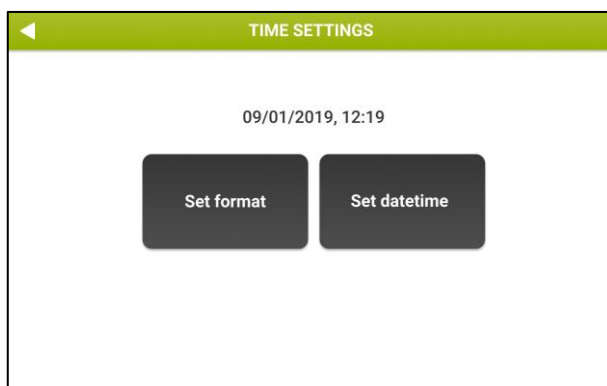 TIME SETTINGS
09/01/2019, 12:19
Set format
Set datetime